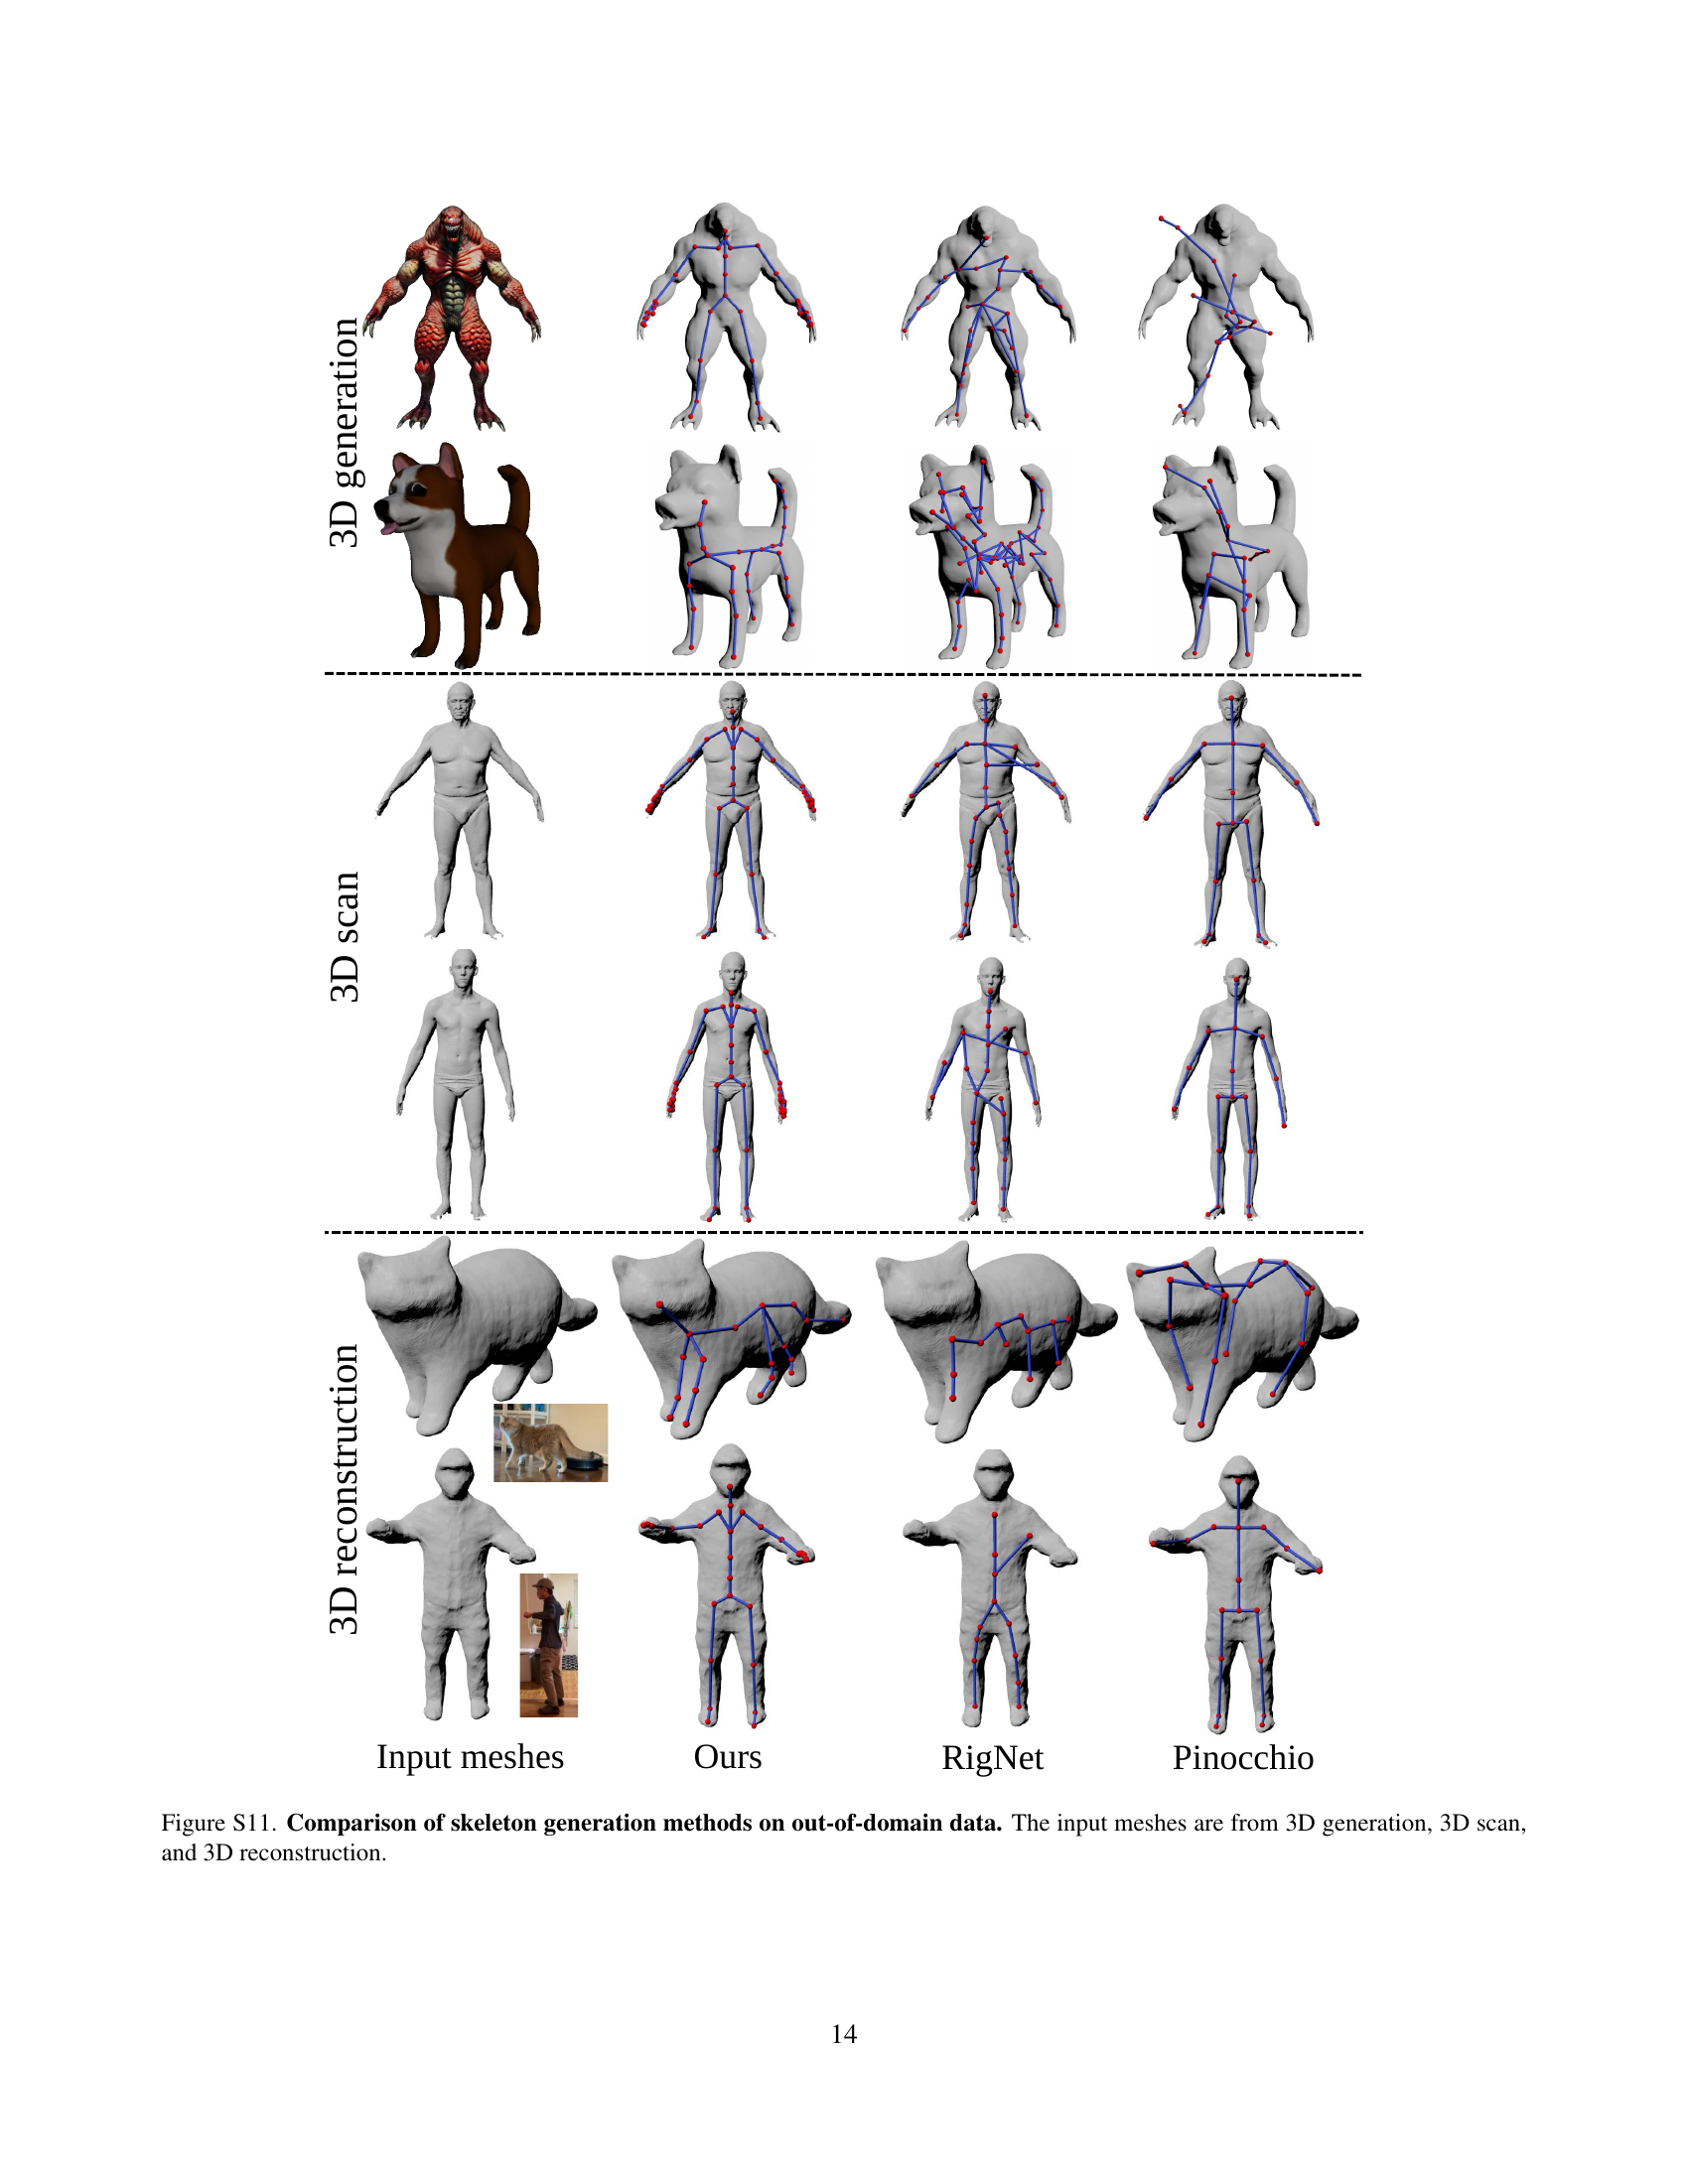 3D generation
3D scan
3D reconstruction
Input meshes Ours RigNet Pinocchio
Figure S11. Comparison of skeleton generation methods on out-of-domain data. The input meshes are from 3D generation, 3D scan,
and 3D reconstruction.
14